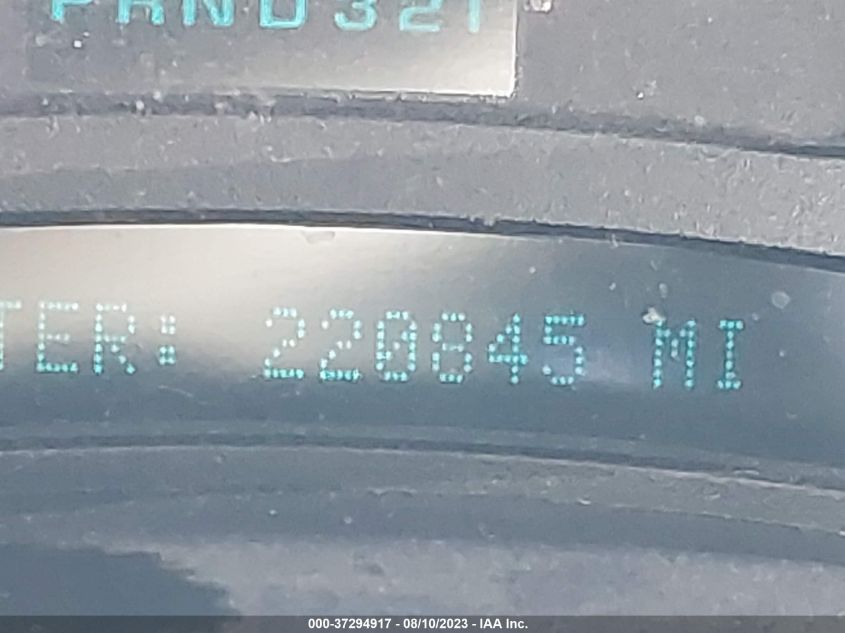 PRND321
TER: 220845 MI
000-37294917 - 08/10/2023 - IAA Inc.